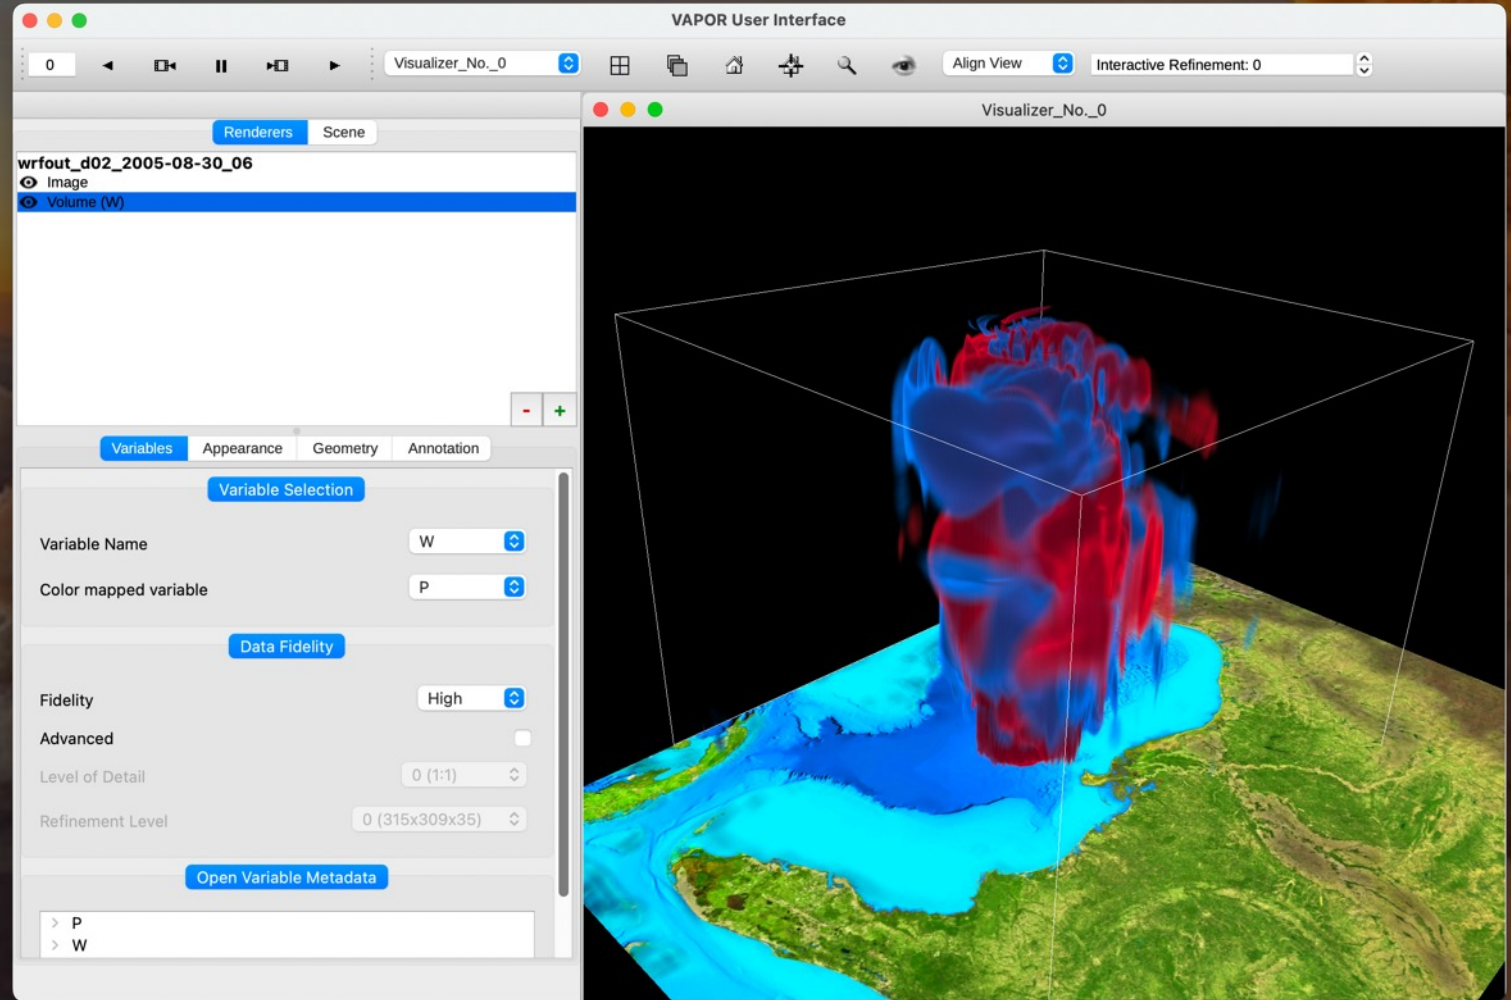 VAPOR User Interface
0
Visualizer_No._0
Align View
Interactive Refinement: 0
Renderers
Scene
wrfout_d02_2005-08-30_06
Image
Volume (W)
-
+
Variables
Appearance
Geometry
Annotation
Variable Selection
Variable Name
W
Color mapped variable
P
Data Fidelity
Fidelity
High
Advanced
Level of Detail
0 (1:1)
Refinement Level
0 (315x309x35)
Open Variable Metadata
P
W
Visualizer_No._0